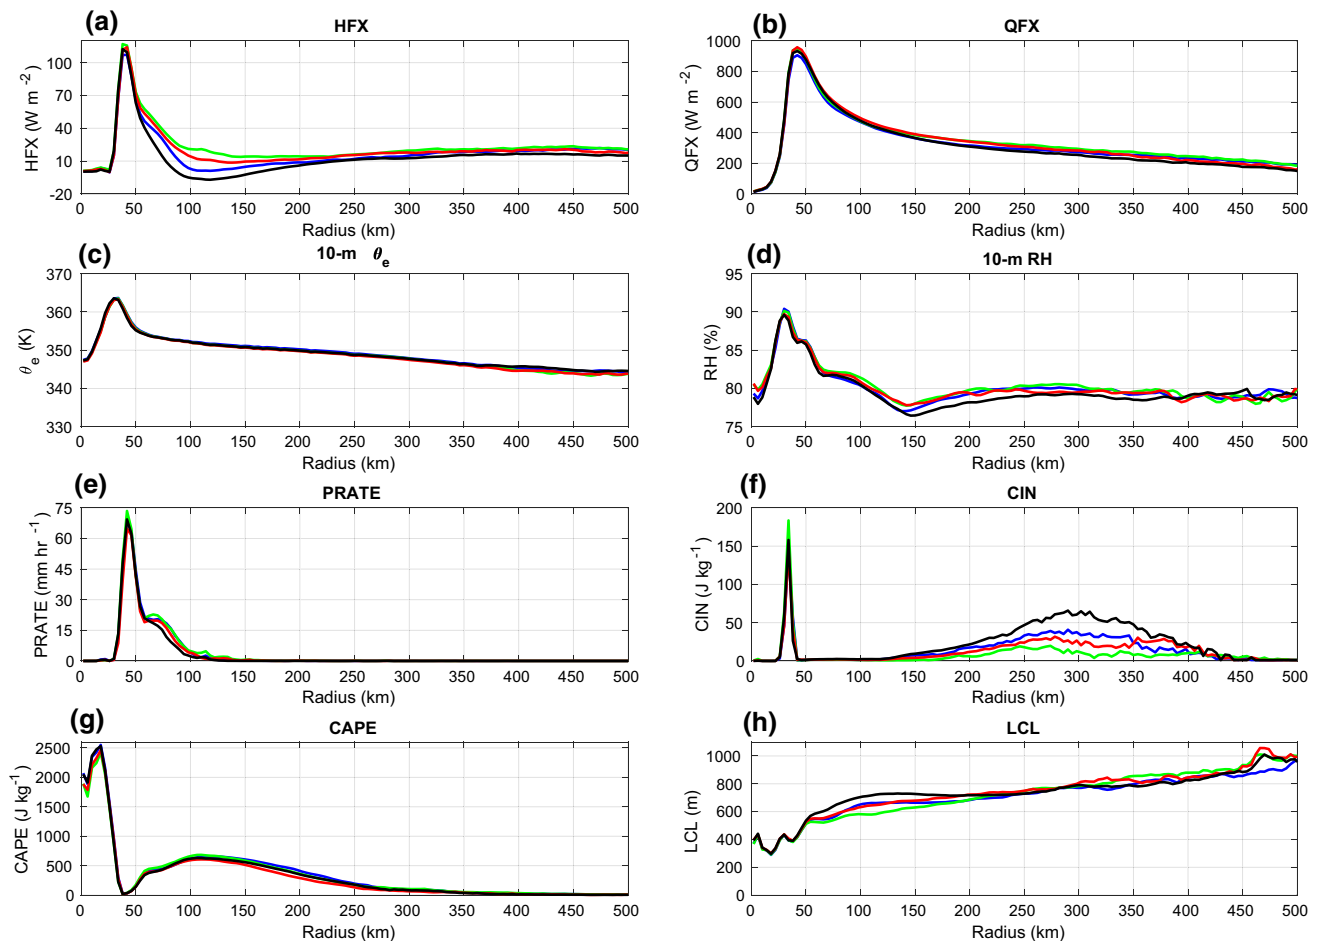 (a)
HFX
HFX (W m -2)
100
70
40
10
-20
0 50 100 150 200 250 300 350 400 450 500
Radius (km)
(b)
QFX
QFX (W m -2)
1000
800
600
400
200
0
0 50 100 150 200 250 300 350 400 450 500
Radius (km)
(c)
10-m θe
θe (K)
370
360
350
340
330
0 50 100 150 200 250 300 350 400 450 500
Radius (km)
(d)
10-m RH
RH (%)
95
90
85
80
75
0 50 100 150 200 250 300 350 400 450 500
Radius (km)
(e)
PRATE
PRATE (mm hr -1)
75
60
45
30
15
0
0 50 100 150 200 250 300 350 400 450 500
Radius (km)
(f)
CIN
CIN (J kg-1)
200
150
100
50
0
0 50 100 150 200 250 300 350 400 450 500
Radius (km)
(g)
CAPE
CAPE (J kg-1)
2500
2000
1500
1000
500
0
0 50 100 150 200 250 300 350 400 450 500
Radius (km)
(h)
LCL
LCL (m)
1000
800
600
400
200
0
0 50 100 150 200 250 300 350 400 450 500
Radius (km)